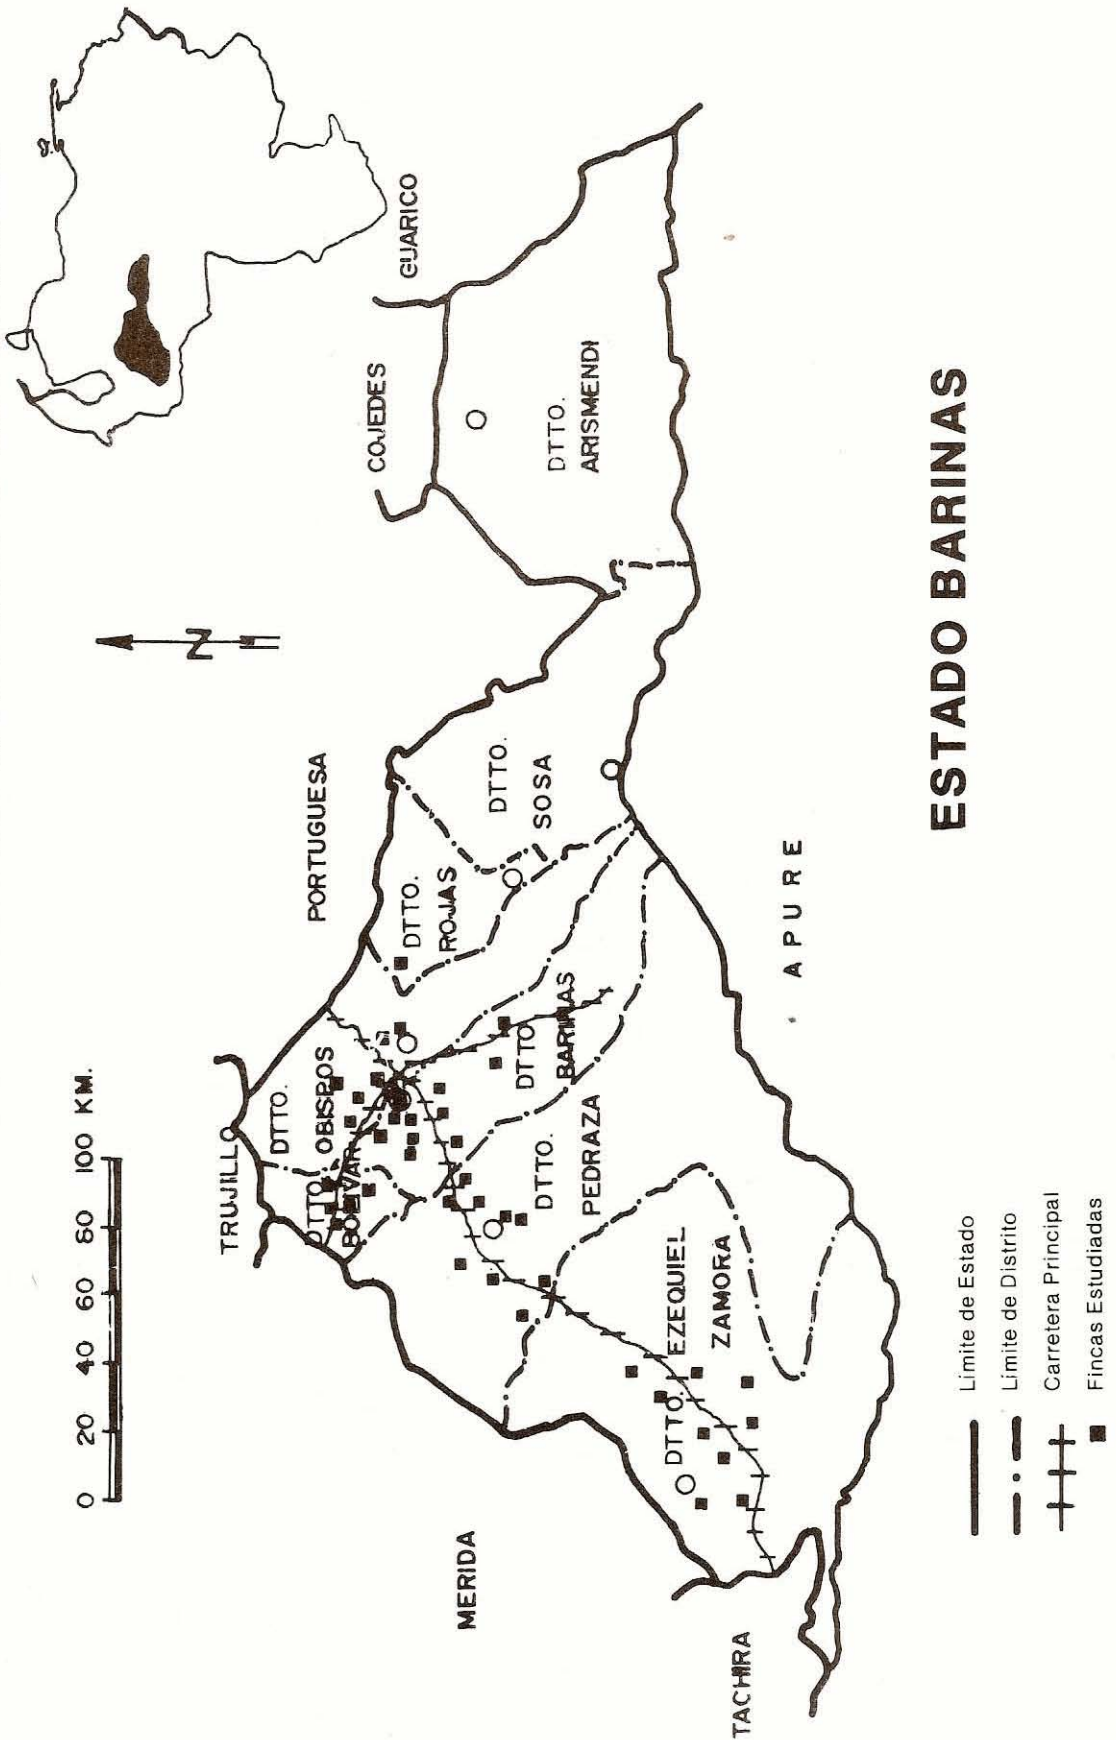 0 20 40 60 80 100 KM.
N
TRUJILLO
PORTUGUESA
COJEDES
GUARICO
DTTO.
OBISPOS
DTTO.
BOLIVAR
DTTO.
ROJAS
DTTO.
SOSA
DTTO.
ARISMENDI
DTTO.
BARINAS
DTTO.
PEDRAZA
DTTO. EZEQUIEL
ZAMORA
MERIDA
TACHIRA
APURE
ESTADO BARINAS
Límite de Estado
Límite de Distrito
Carretera Principal
Fincas Estudiadas